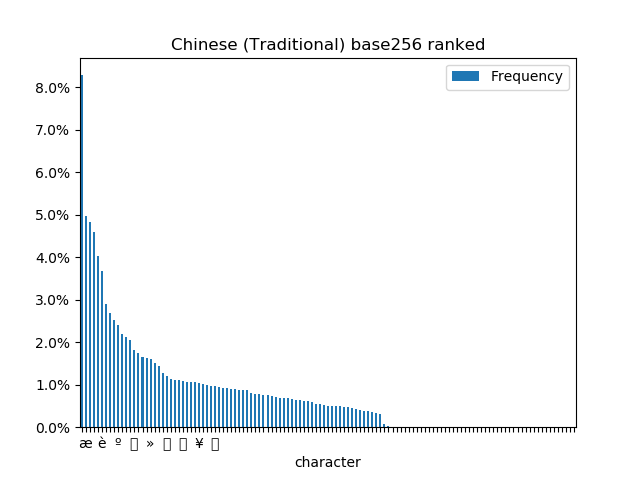 Chinese (Traditional) base256 ranked
Frequency
8.0%
7.0%
6.0%
5.0%
4.0%
3.0%
2.0%
1.0%
0.0%
æ è º » ¥
character